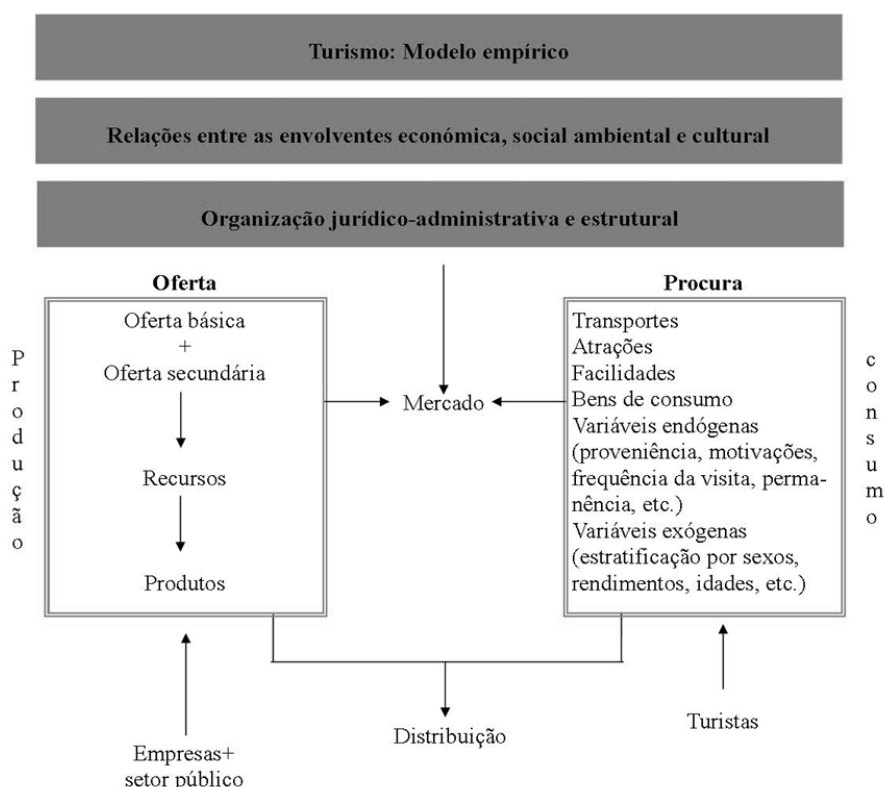 Turismo: Modelo empírico
Relações entre as envolventes económica, social ambiental e cultural
Organização jurídico-administrativa e estrutural
Oferta
Produção
Oferta básica
+
Oferta secundária
Recursos
Produtos
Mercado
Procura
Transportes
Atrações
Facilidades
Bens de consumo
Variáveis endógenas
(proveniência, motivações,
frequência da visita, perma-
nência, etc.)
Variáveis exógenas
(estratificação por sexos,
rendimentos, idades, etc.)
consumo
Empresas+
setor público
Distribuição
Turistas